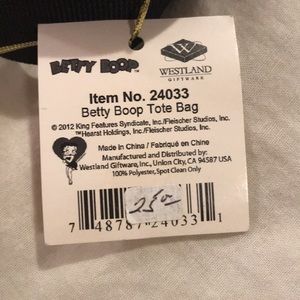 BETTY BOOP™
WESTLAND
GIFTWARE
Item No. 24033
Betty Boop Tote Bag
© 2012 King Features Syndicate, Inc./Fleischer Studios, Inc.
™Hearst Holdings, Inc./Fleischer Studios, Inc.
Made in China / Fabriqué en Chine
Manufactured and Distributed by:
Westland Giftware, Inc., Union City, CA 94587 USA
100% Polyester, Spot Clean Only
7 48787 24033 1